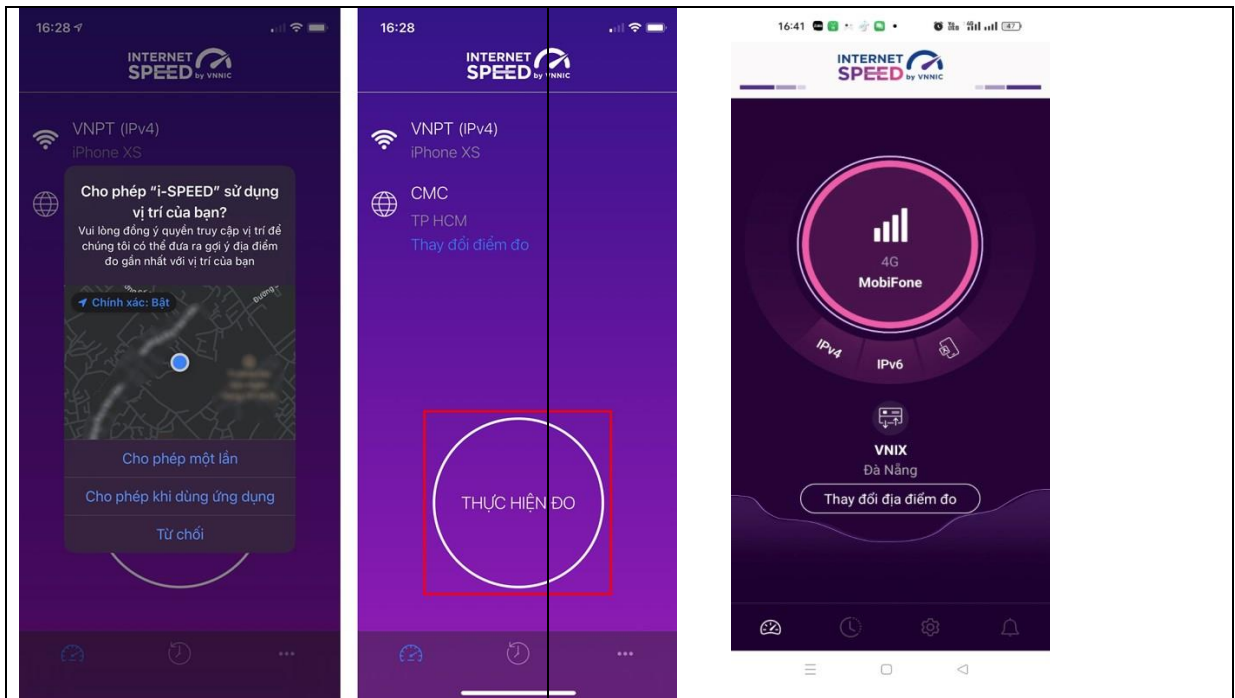 16:28
INTERNET
SPEED by VNNIC
VNPT (IPv4)
iPhone XS
Cho phép "i-SPEED" sử dụng
vị trí của bạn?
Vui lòng đồng ý quyền truy cập vị trí để
chúng tôi có thể đưa ra gợi ý địa điểm
đo gần nhất với vị trí của bạn
Chính xác: Bật
Cho phép một lần
Cho phép khi dùng ứng dụng
Từ chối
16:28
INTERNET
SPEED by VNNIC
VNPT (IPv4)
iPhone XS
CMC
TP HCM
Thay đổi điểm đo
THỰC HIỆN ĐO
16:41
47
INTERNET
SPEED by VNNIC
4G
MobiFone
IPv4
IPv6
VNIX
Đà Nẵng
Thay đổi địa điểm đo